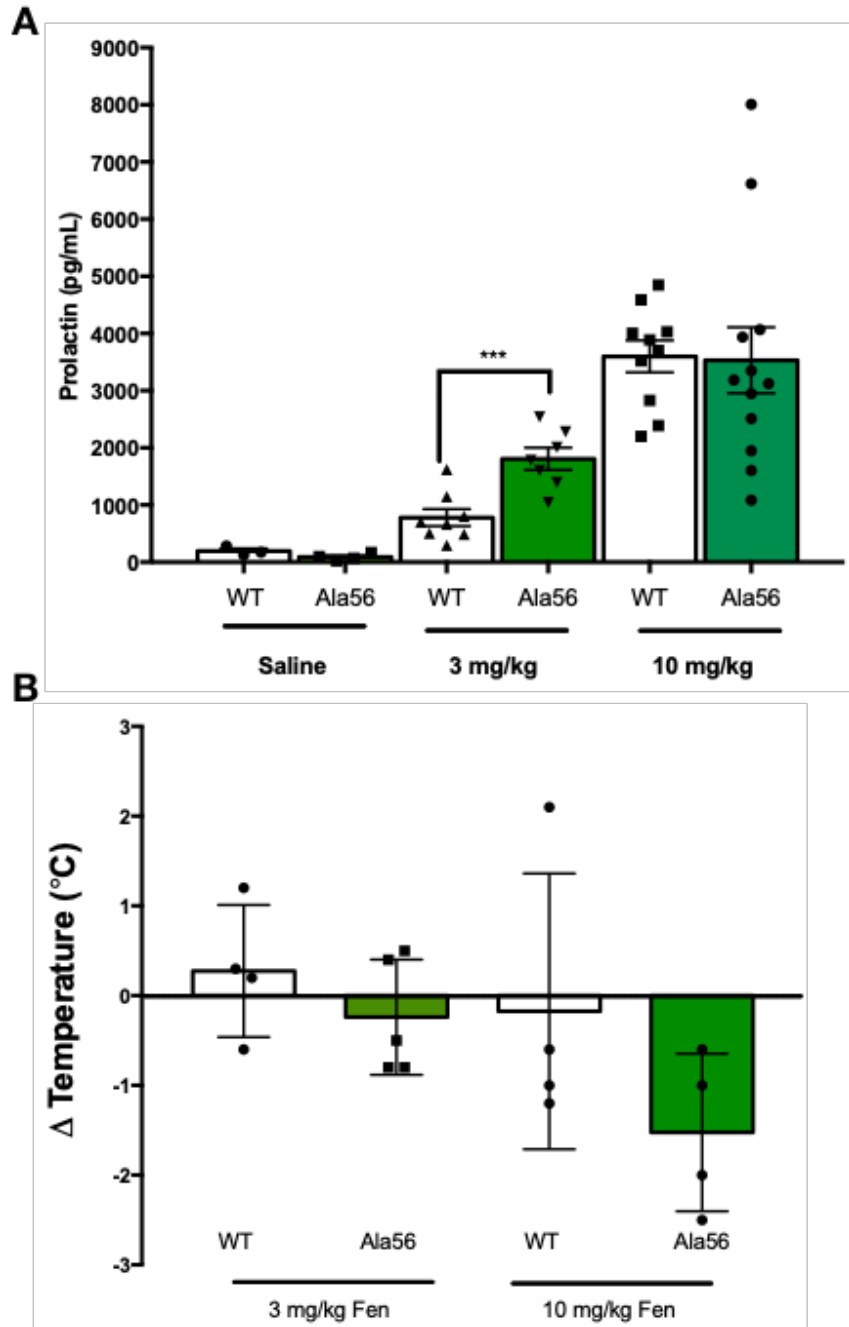 A
9000
8000
7000
6000
5000
4000
3000
2000
1000
0
Prolactin (pg/mL)
***
WT Ala56 WT Ala56 WT Ala56
Saline 3 mg/kg 10 mg/kg
B
3
2
1
0
-1
-2
-3
Δ Temperature (°C)
WT Ala56 WT Ala56
3 mg/kg Fen 10 mg/kg Fen